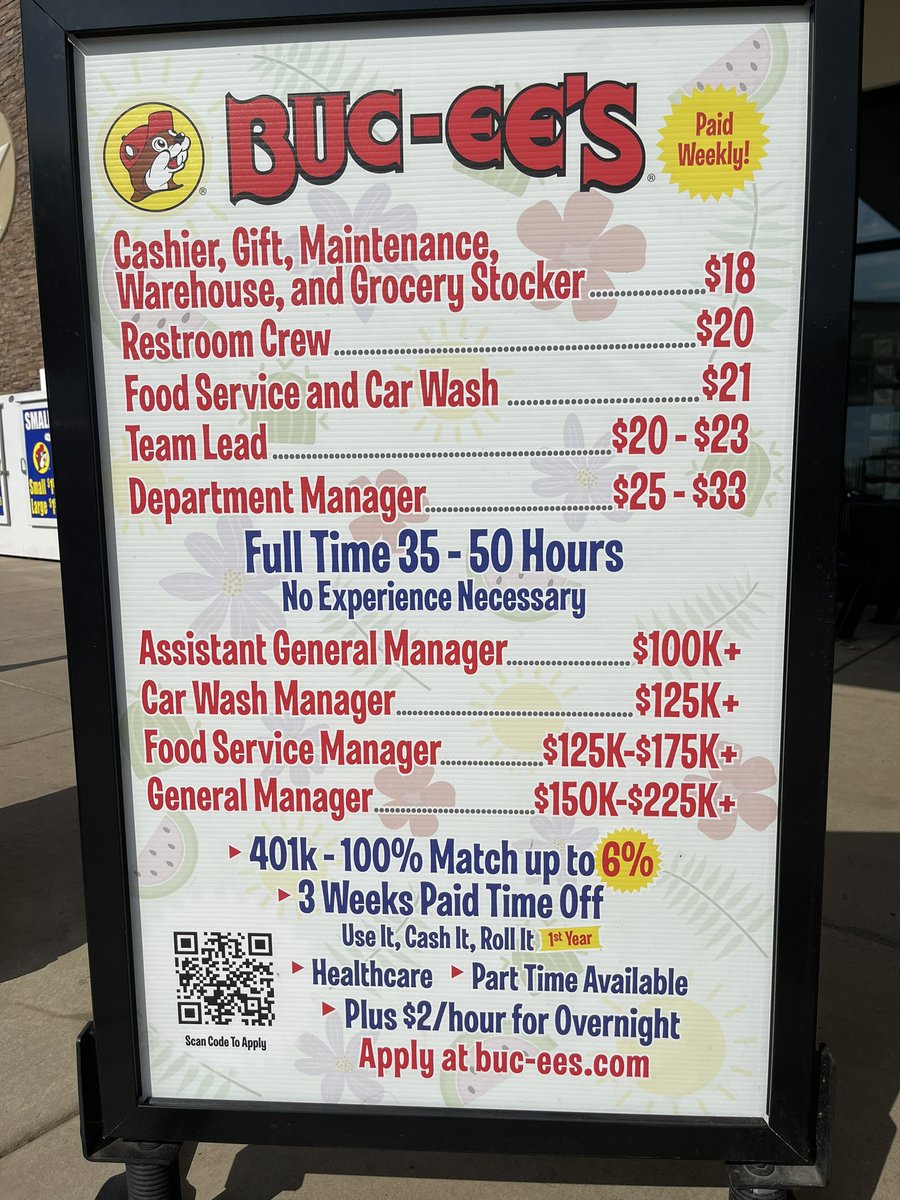 BUC-EE'S
®
®
Paid
Weekly!
Cashier, Gift, Maintenance,
Warehouse, and Grocery Stocker $18
Restroom Crew $20
Food Service and Car Wash $21
Team Lead $20 - $23
Department Manager $25 - $33
Full Time 35 - 50 Hours
No Experience Necessary
Assistant General Manager $100K+
Car Wash Manager $125K+
Food Service Manager $125K-$175K+
General Manager $150K-$225K+
401k - 100% Match up to 6%
3 Weeks Paid Time Off
Use It, Cash It, Roll It 1st Year
Healthcare Part Time Available
Plus $2/hour for Overnight
Scan Code To Apply
Apply at buc-ees.com
Small
Large